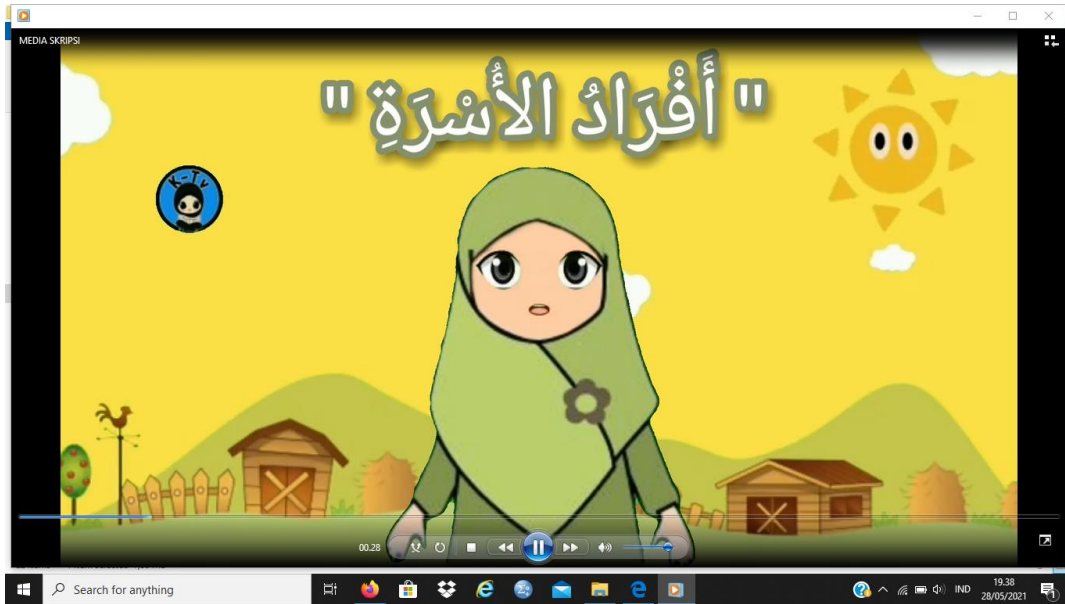 MEDIA SKRIPSI
" أَفْرَادُ الأُسْرَةِ "
K-Tv
00.28
Search for anything
IND
19.38
28/05/2021